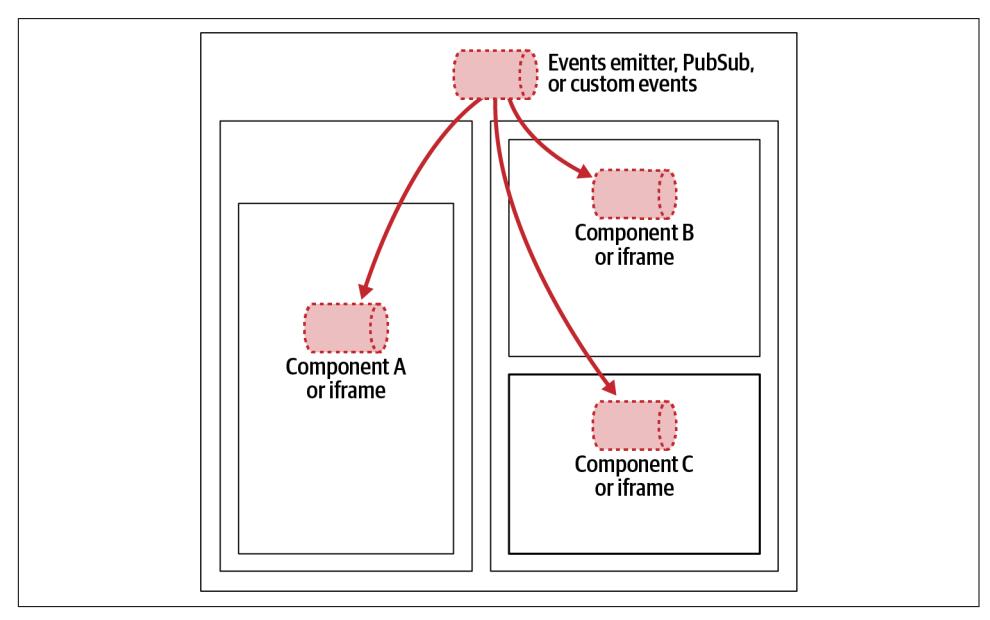 Events emitter, PubSub,
or custom events
Component B
or iframe
Component A
or iframe
Component C
or iframe